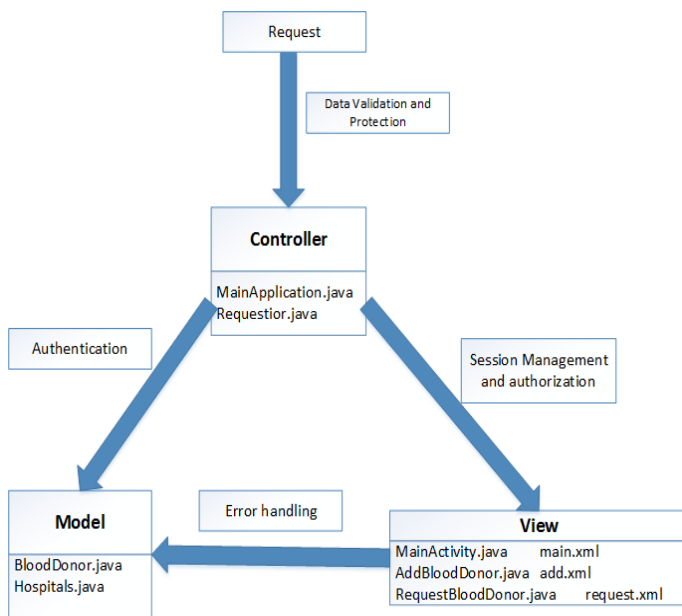 Request
Data Validation and
Protection
Controller
MainApplication.java
Requestior.java
Authentication
Session Management
and authorization
Model
BloodDonor.java
Hospitals.java
Error handling
View
MainActivity.java main.xml
AddBloodDonor.java add.xml
RequestBloodDonor.java request.xml